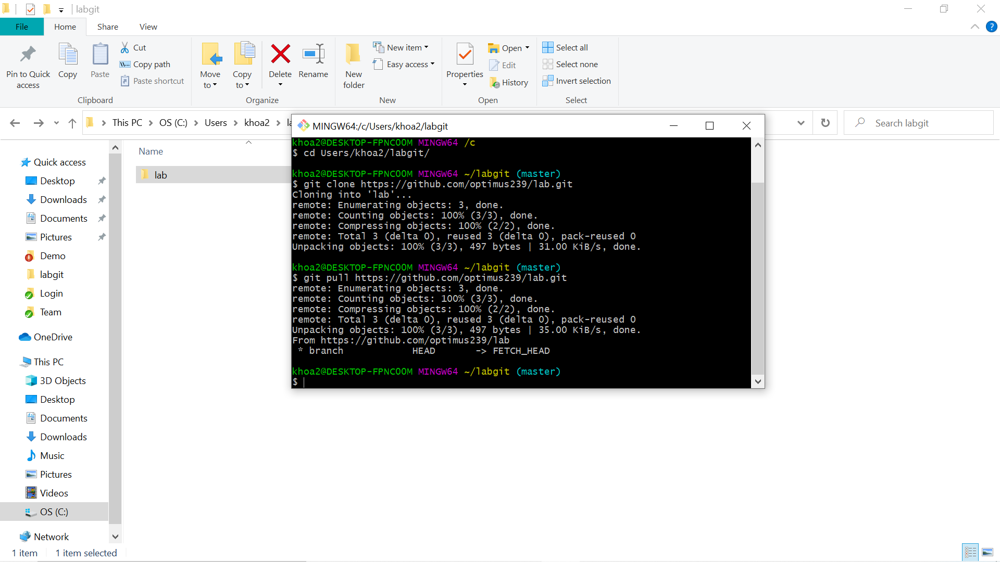 labgit
File
Home
Share
View
Pin to Quick access
Copy
Paste
Cut
Copy path
Paste shortcut
Clipboard
Move to
Copy to
Delete
Rename
Organize
New folder
New item
Easy access
New
Properties
Open
Edit
History
Open
Select all
Select none
Invert selection
Select
This PC
OS (C:)
Users
khoa2
Search labgit
Name
lab
Quick access
Desktop
Downloads
Documents
Pictures
Demo
labgit
Login
Team
OneDrive
This PC
3D Objects
Desktop
Documents
Downloads
Music
Pictures
Videos
OS (C:)
Network
1 item
1 item selected
MINGW64:/c/Users/khoa2/labgit
khoa2@DESKTOP-FPNC00M MINGW64 /c
$ cd Users/khoa2/labgit/
khoa2@DESKTOP-FPNC00M MINGW64 ~/labgit (master)
$ git clone https://github.com/optimus239/lab.git
Cloning into 'lab'...
remote: Enumerating objects: 3, done.
remote: Counting objects: 100% (3/3), done.
remote: Compressing objects: 100% (2/2), done.
remote: Total 3 (delta 0), reused 3 (delta 0), pack-reused 0
Unpacking objects: 100% (3/3), 497 bytes | 31.00 KiB/s, done.
khoa2@DESKTOP-FPNC00M MINGW64 ~/labgit (master)
$ git pull https://github.com/optimus239/lab.git
remote: Enumerating objects: 3, done.
remote: Counting objects: 100% (3/3), done.
remote: Compressing objects: 100% (2/2), done.
remote: Total 3 (delta 0), reused 3 (delta 0), pack-reused 0
Unpacking objects: 100% (3/3), 497 bytes | 35.00 KiB/s, done.
From https://github.com/optimus239/lab
* branch HEAD -> FETCH_HEAD
khoa2@DESKTOP-FPNC00M MINGW64 ~/labgit (master)
$